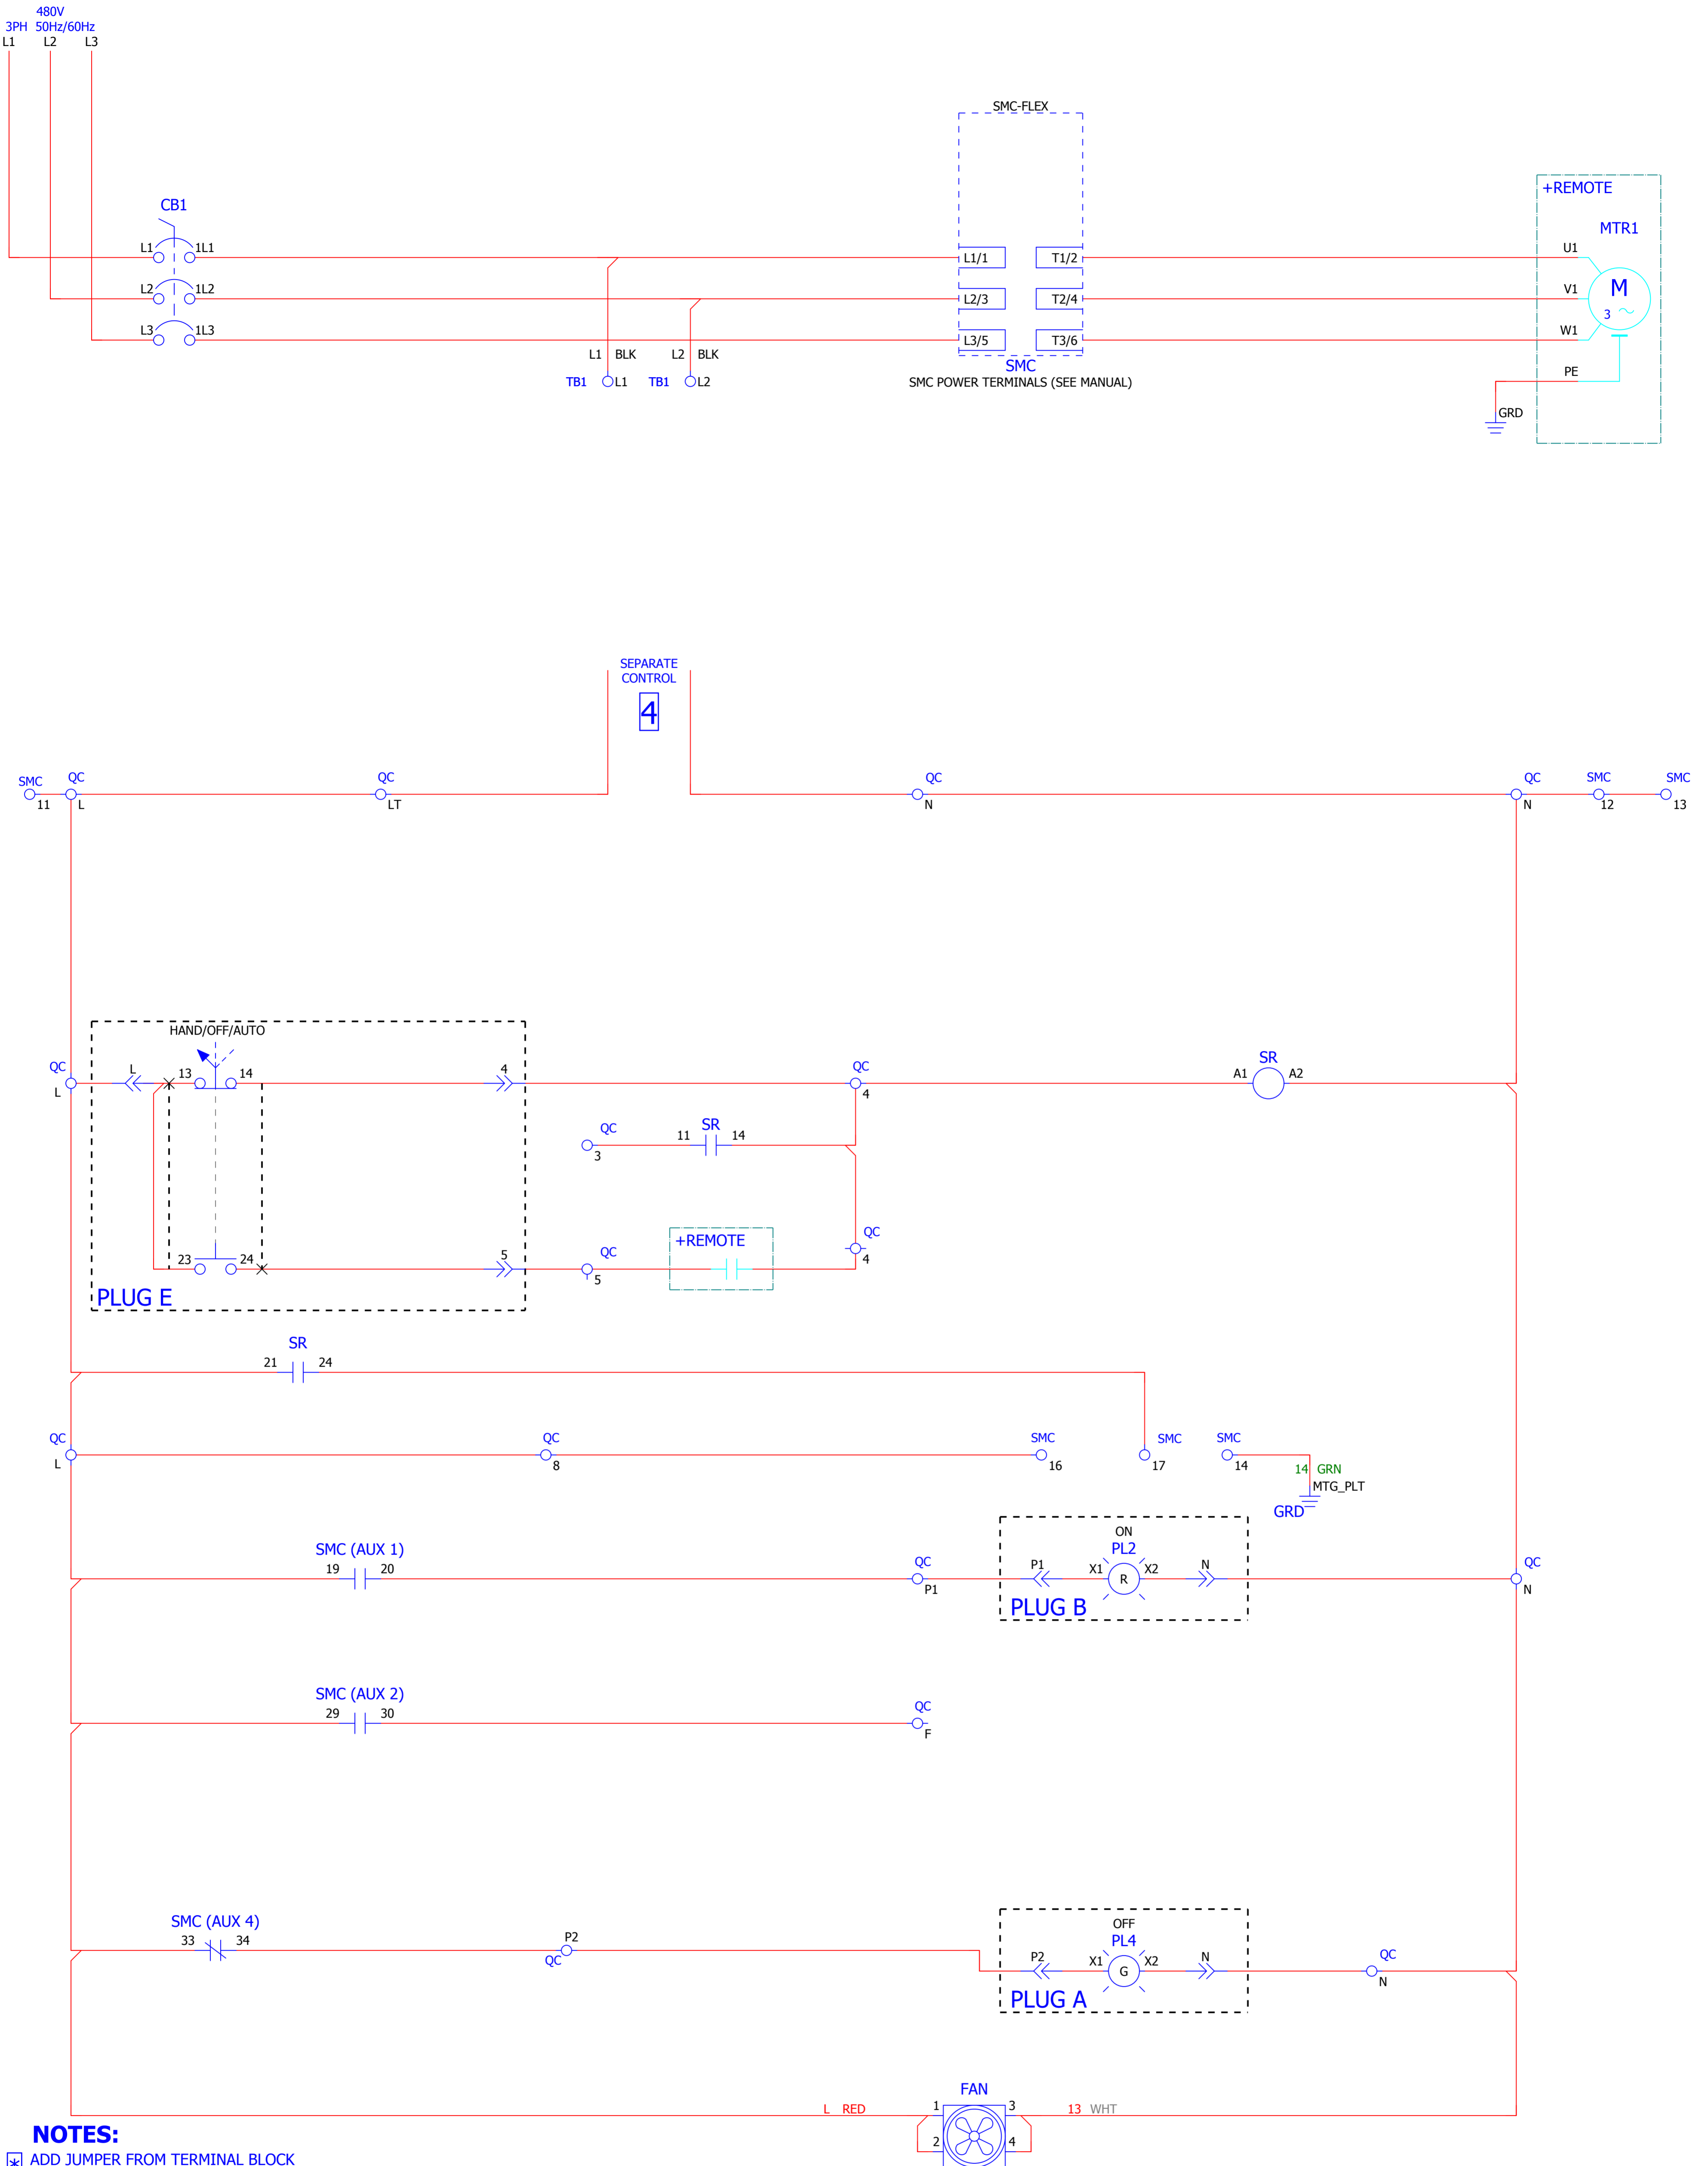 480V
3PH 50Hz/60Hz
L1 L2 L3
SMC-FLEX
+REMOTE
CB1
MTR1
L1 1L1 L1/1 T1/2 U1
L2 1L2 L2/3 T2/4 V1
M
3
L3 1L3 L3/5 T3/6 W1
L1 BLK L2 BLK
SMC
TB1 L1 TB1 L2
SMC POWER TERMINALS (SEE MANUAL)
PE
GRD
SEPARATE
CONTROL
4
SMC QC QC QC QC SMC SMC
11 L LT N N 12 13
HAND/OFF/AUTO
QC L 13 14 4 QC SR
A1 A2
L 4
QC SR
11 14
3
QC
+REMOTE
4
23 24 5 QC
5
PLUG E
SR
21 24
QC QC SMC SMC SMC
L 8 16 17 14
14 GRN
MTG_PLT
GRD
ON
SMC (AUX 1) PL2
19 20 QC P1 X1 R X2 N QC
P1 N
PLUG B
SMC (AUX 2)
29 30 QC
F
SMC (AUX 4) OFF
33 34 P2 PL4
QC P2 X1 G X2 N QC
N
PLUG A
FAN
L RED 1 3 13 WHT
2 4
NOTES:
* ADD JUMPER FROM TERMINAL BLOCK